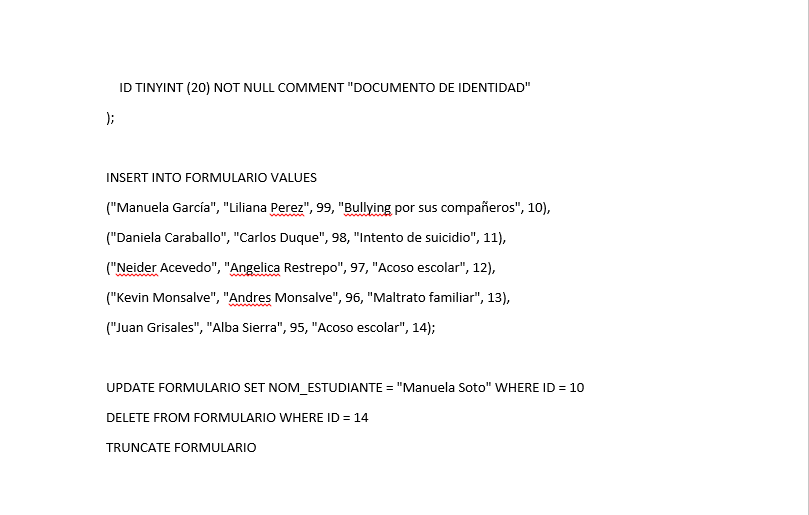 ID TINYINT (20) NOT NULL COMMENT "DOCUMENTO DE IDENTIDAD"
);
INSERT INTO FORMULARIO VALUES
("Manuela García", "Liliana Perez", 99, "Bullying por sus compañeros", 10),
("Daniela Caraballo", "Carlos Duque", 98, "Intento de suicidio", 11),
("Neider Acevedo", "Angelica Restrepo", 97, "Acoso escolar", 12),
("Kevin Monsalve", "Andres Monsalve", 96, "Maltrato familiar", 13),
("Juan Grisales", "Alba Sierra", 95, "Acoso escolar", 14);
UPDATE FORMULARIO SET NOM_ESTUDIANTE = "Manuela Soto" WHERE ID = 10
DELETE FROM FORMULARIO WHERE ID = 14
TRUNCATE FORMULARIO